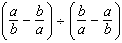 (a/b − b/a) ÷ (b/a − a/b)